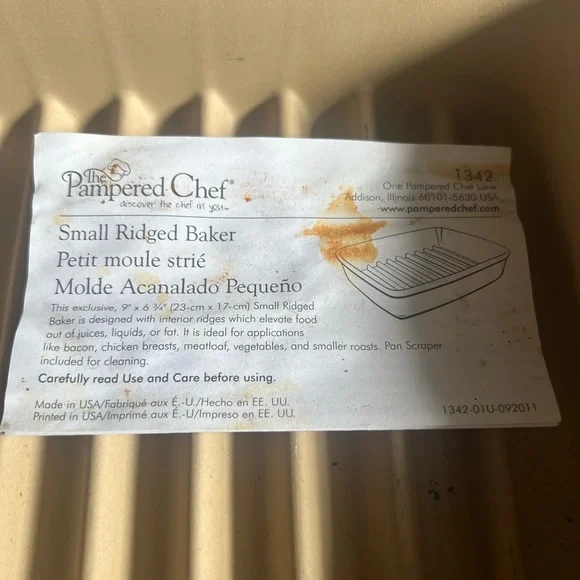 The
Pampered Chef®
discover the chef in you™
1342
One Pampered Chef Lane
Addison, Illinois 60101-5630 USA
www.pamperedchef.com
Small Ridged Baker
Petit moule strié
Molde Acanalado Pequeño
This exclusive, 9" x 6 ¾" (23-cm x 17-cm) Small Ridged
Baker is designed with interior ridges which elevate food
out of juices, liquids, or fat. It is ideal for applications
like bacon, chicken breasts, meatloaf, vegetables, and smaller roasts. Pan Scraper
included for cleaning.
Carefully read Use and Care before using.
Made in USA/Fabriqué aux É.-U./Hecho en EE. UU.
Printed in USA/Imprimé aux É.-U/Impreso en EE. UU.
1342-01U-092011